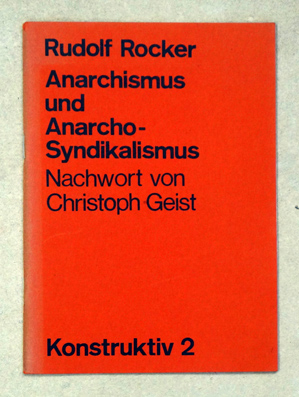 Rudolf Rocker
Anarchismus
und
Anarcho-
Syndikalismus
Nachwort von
Christoph Geist
Konstruktiv 2